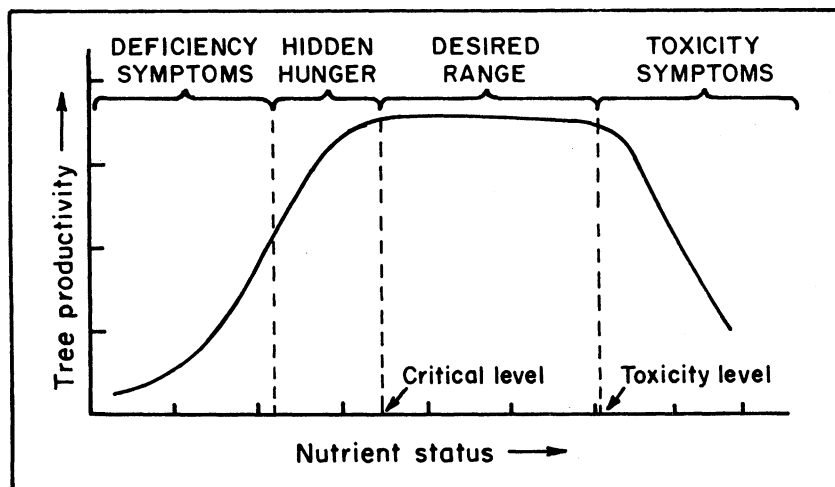 DEFICIENCY SYMPTOMS
HIDDEN HUNGER
DESIRED RANGE
TOXICITY SYMPTOMS
Tree productivity
Critical level
Toxicity level
Nutrient status